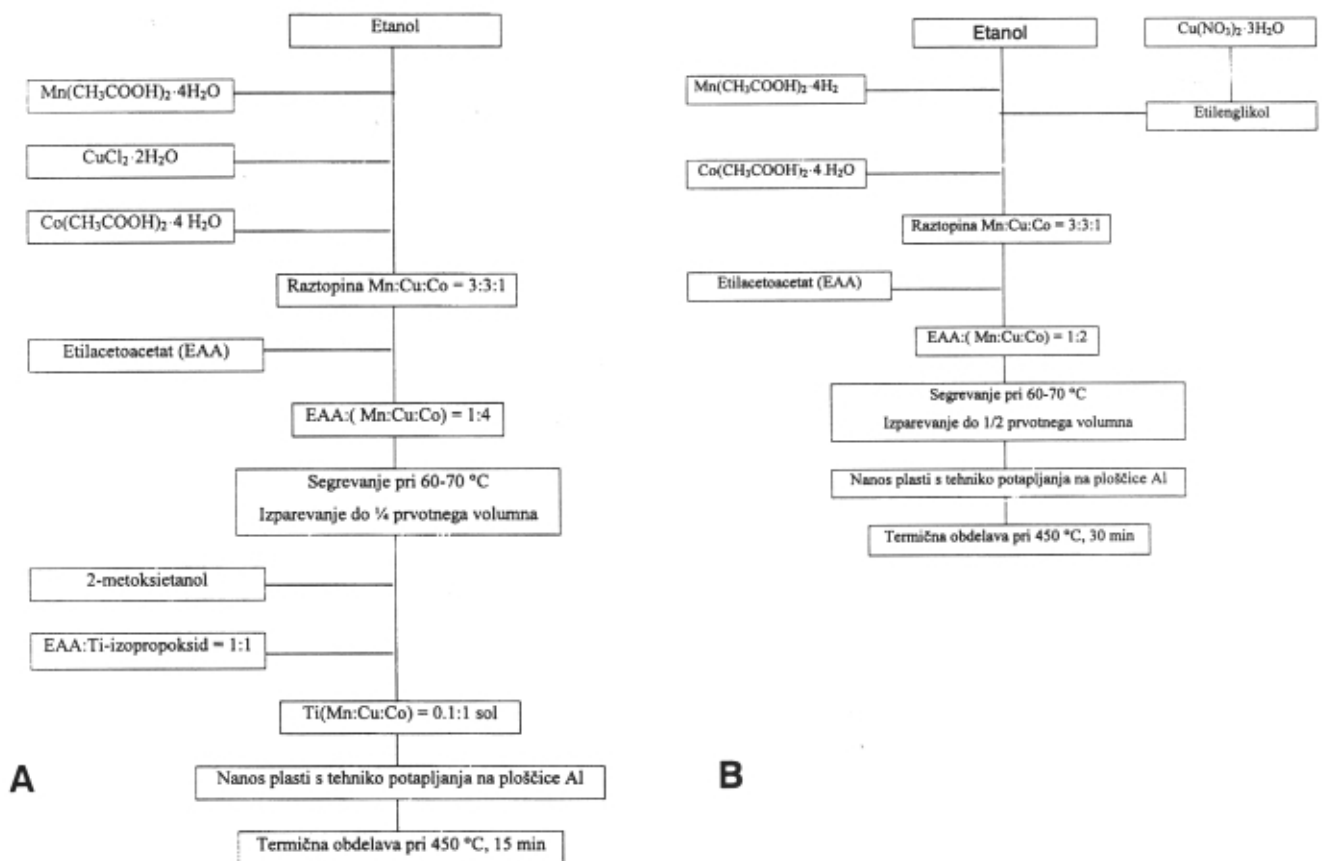 Etanol
Mn(CH₃COOH)₂·4H₂O
CuCl₂·2H₂O
Co(CH₃COOH)₂·4 H₂O
Raztopina Mn:Cu:Co = 3:3:1
Etilacetoacetat (EAA)
EAA:( Mn:Cu:Co) = 1:4
Segrevanje pri 60-70 °C
Izparevanje do ¼ prvotnega volumna
2-metoksietanol
EAA:Ti-izopropoksid = 1:1
Ti(Mn:Cu:Co) = 0.1:1 sol
Nanos plasti s tehniko potapljanja na ploščice Al
Termična obdelava pri 450 °C, 15 min
A
Etanol
Cu(NO₃)₂·3H₂O
Mn(CH₃COOH)₂·4H₂
Etilenglikol
Co(CH₃COOH)₂·4 H₂O
Raztopina Mn:Cu:Co = 3:3:1
Etilacetoacetat (EAA)
EAA:( Mn:Cu:Co) = 1:2
Segrevanje pri 60-70 °C
Izparevanje do 1/2 prvotnega volumna
Nanos plasti s tehniko potapljanja na ploščice Al
Termična obdelava pri 450 °C, 30 min
B